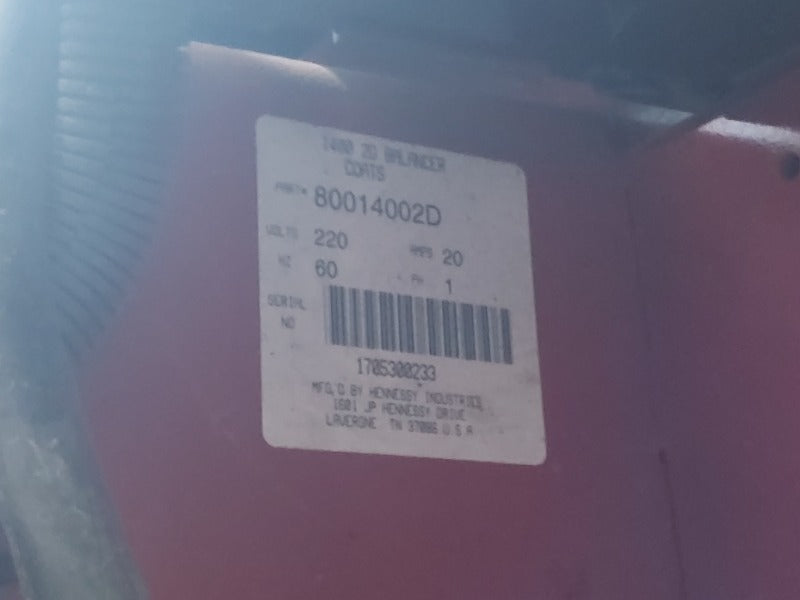 1400 2D BALANCER
COATS
PART# 80014002D
VOLTS 220 AMPS 20
HZ 60 PH 1
SERIAL
NO
1705300233
MFG,D BY HENNESSY INDUSTRIES
1601 JP HENNESSY DRIVE
LAVERGNE TN 37086 U.S.A